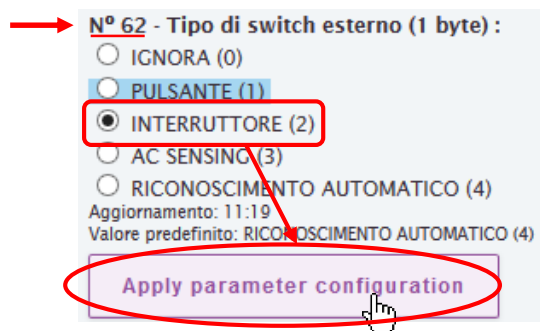 Nº 62 - Tipo di switch esterno (1 byte) :
IGNORA (0)
PULSANTE (1)
INTERRUTTORE (2)
AC SENSING (3)
RICONOSCIMENTO AUTOMATICO (4)
Aggiornamento: 11:19
Valore predefinito: RICONOSCIMENTO AUTOMATICO (4)
Apply parameter configuration